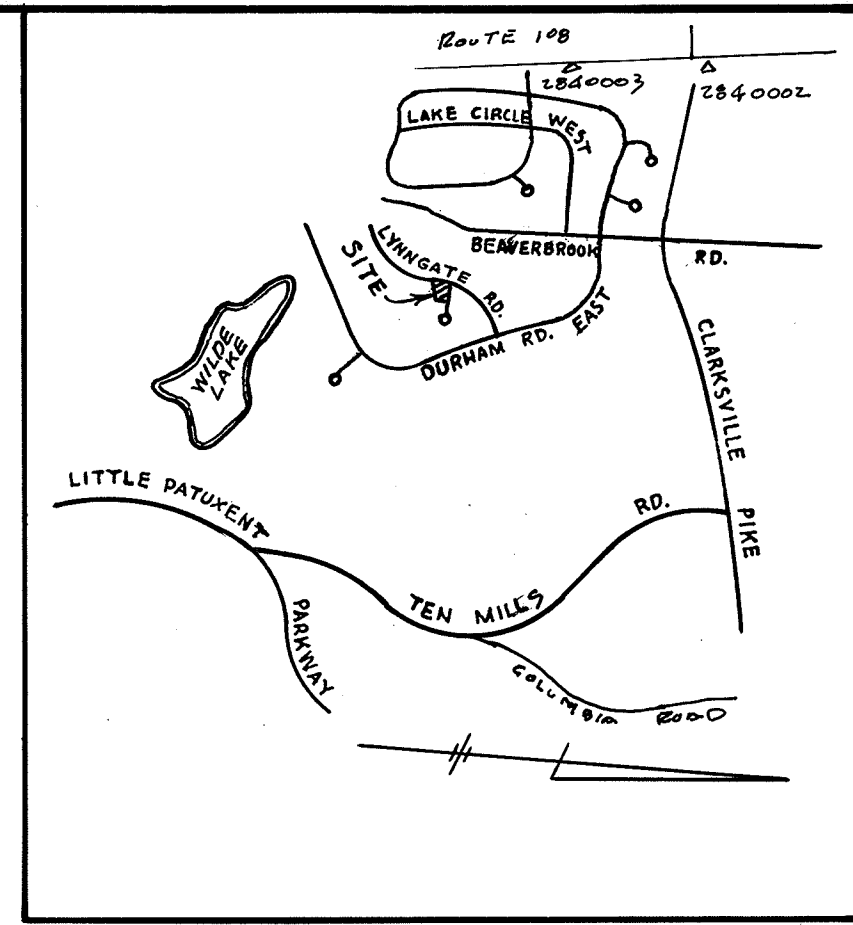 ROUTE 108
2840003
2840002
LAKE CIRCLE WEST
LYNNGATE RD.
BEAVERBROOK RD.
SITE
DURHAM RD. EAST
WILDE LAKE
CLARKSVILLE PIKE
LITTLE PATUXENT PARKWAY
TEN MILLS RD.
COLUMBIA ROAD